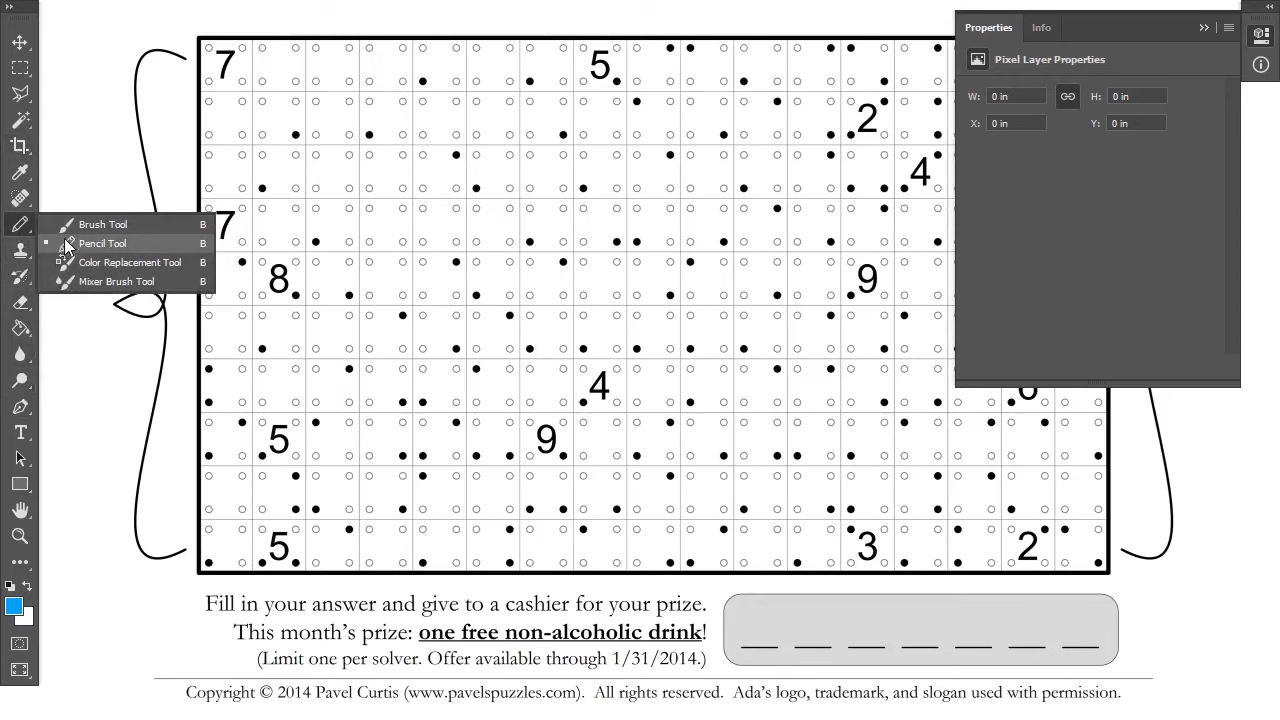 Properties Info
Pixel Layer Properties
W: 0 in H: 0 in
X: 0 in Y: 0 in
7 5
2
4
7
8 9
4 6
5 9
5 3 2
Brush Tool B
Pencil Tool B
Color Replacement Tool B
Mixer Brush Tool B
Fill in your answer and give to a cashier for your prize.
This month's prize: one free non-alcoholic drink!
(Limit one per solver. Offer available through 1/31/2014.)
Copyright © 2014 Pavel Curtis (www.pavelspuzzles.com). All rights reserved. Ada's logo, trademark, and slogan used with permission.